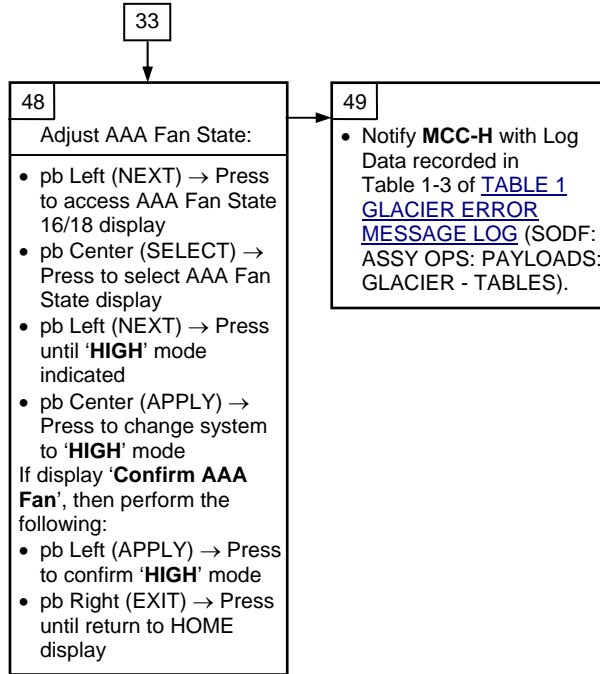 33
48
Adjust AAA Fan State:
• pb Left (NEXT) → Press
to access AAA Fan State
16/18 display
• pb Center (SELECT) →
Press to select AAA Fan
State display
• pb Left (NEXT) → Press
until ‘HIGH’ mode
indicated
• pb Center (APPLY) →
Press to change system
to ‘HIGH’ mode
If display ‘Confirm AAA
Fan’, then perform the
following:
• pb Left (APPLY) → Press
to confirm ‘HIGH’ mode
• pb Right (EXIT) → Press
until return to HOME
display
49
• Notify MCC-H with Log
Data recorded in
Table 1-3 of TABLE 1
GLACIER ERROR
MESSAGE LOG (SODF:
ASSY OPS: PAYLOADS:
GLACIER - TABLES).